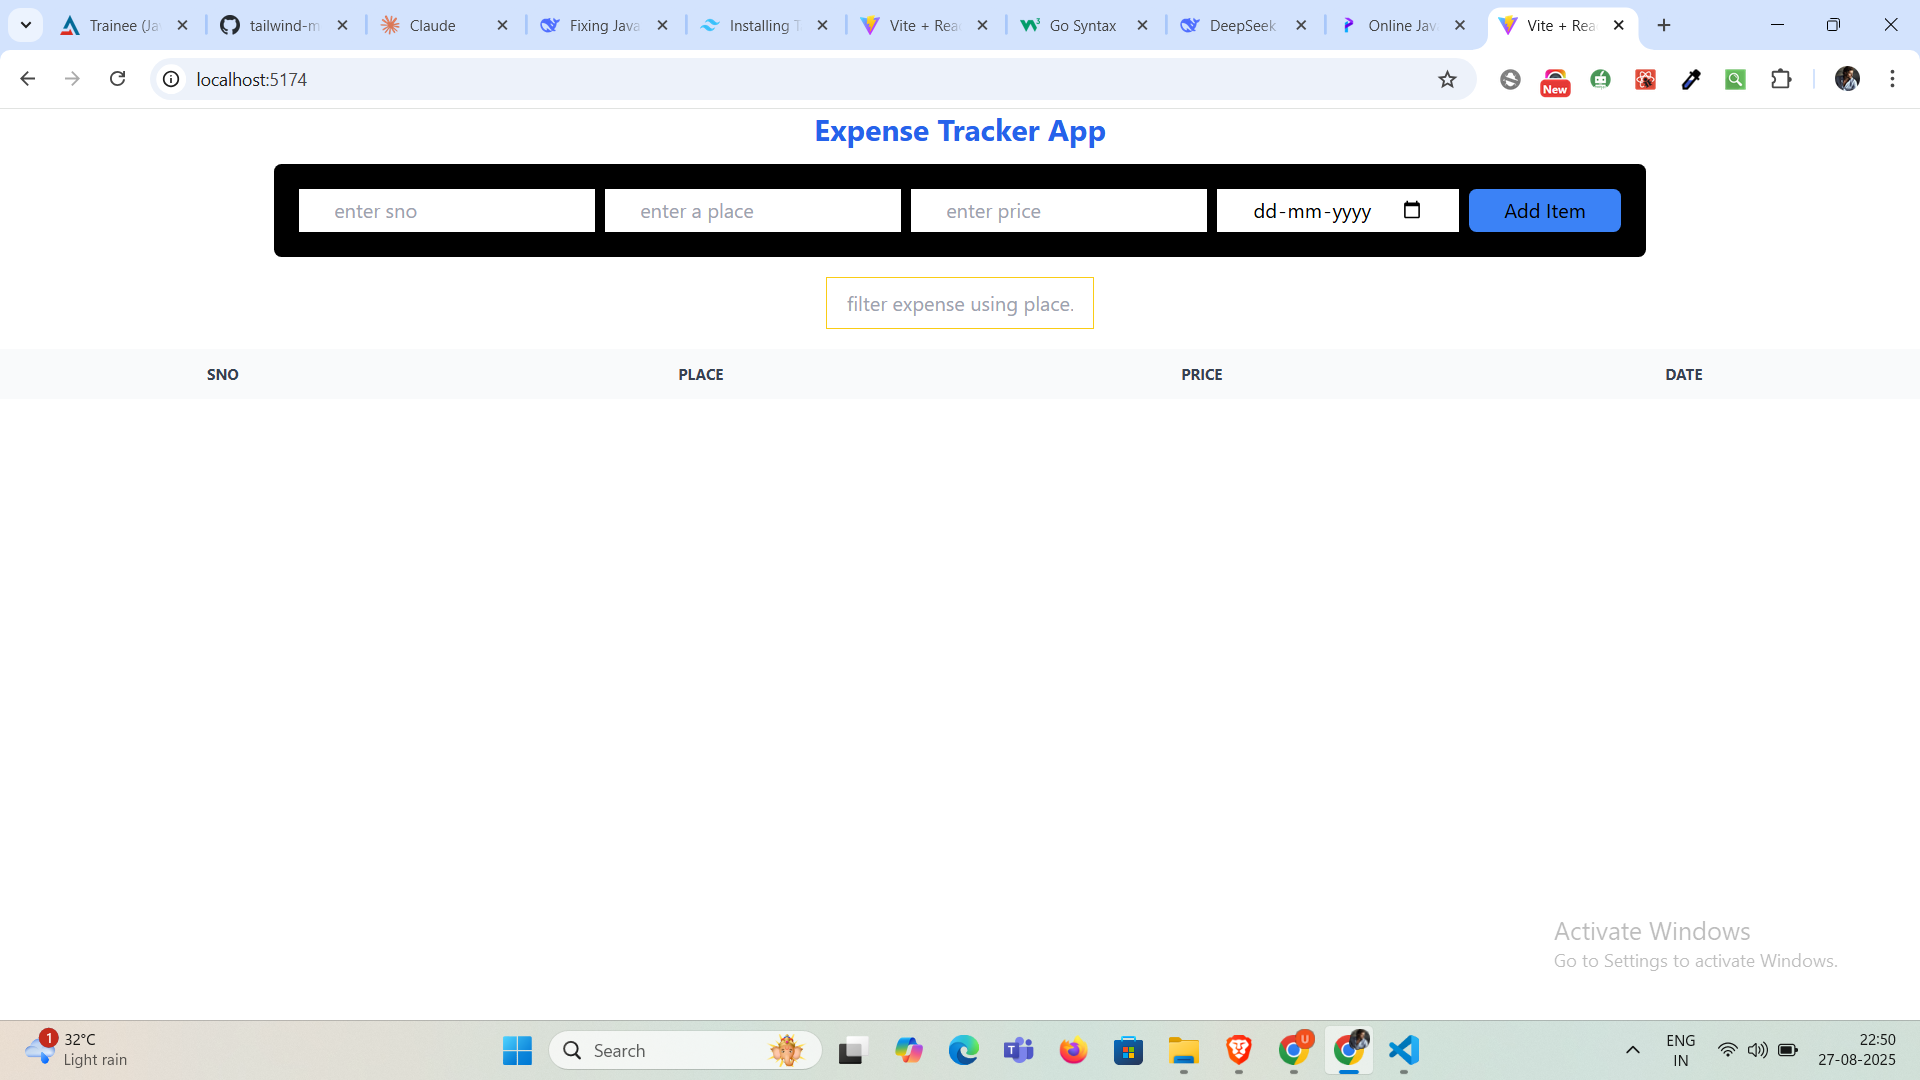 Trainee (Ja
tailwind-m
Claude
Fixing Java
Installing T
Vite + Rea
Go Syntax
DeepSeek
Online Jav
Vite + Rea
localhost:5174
New
Expense Tracker App
enter sno
enter a place
enter price
dd-mm-yyyy
Add Item
filter expense using place.
SNO PLACE PRICE DATE
Activate Windows
Go to Settings to activate Windows.
1
32°C
Light rain
Search
U
ENG
IN
22:50
27-08-2025